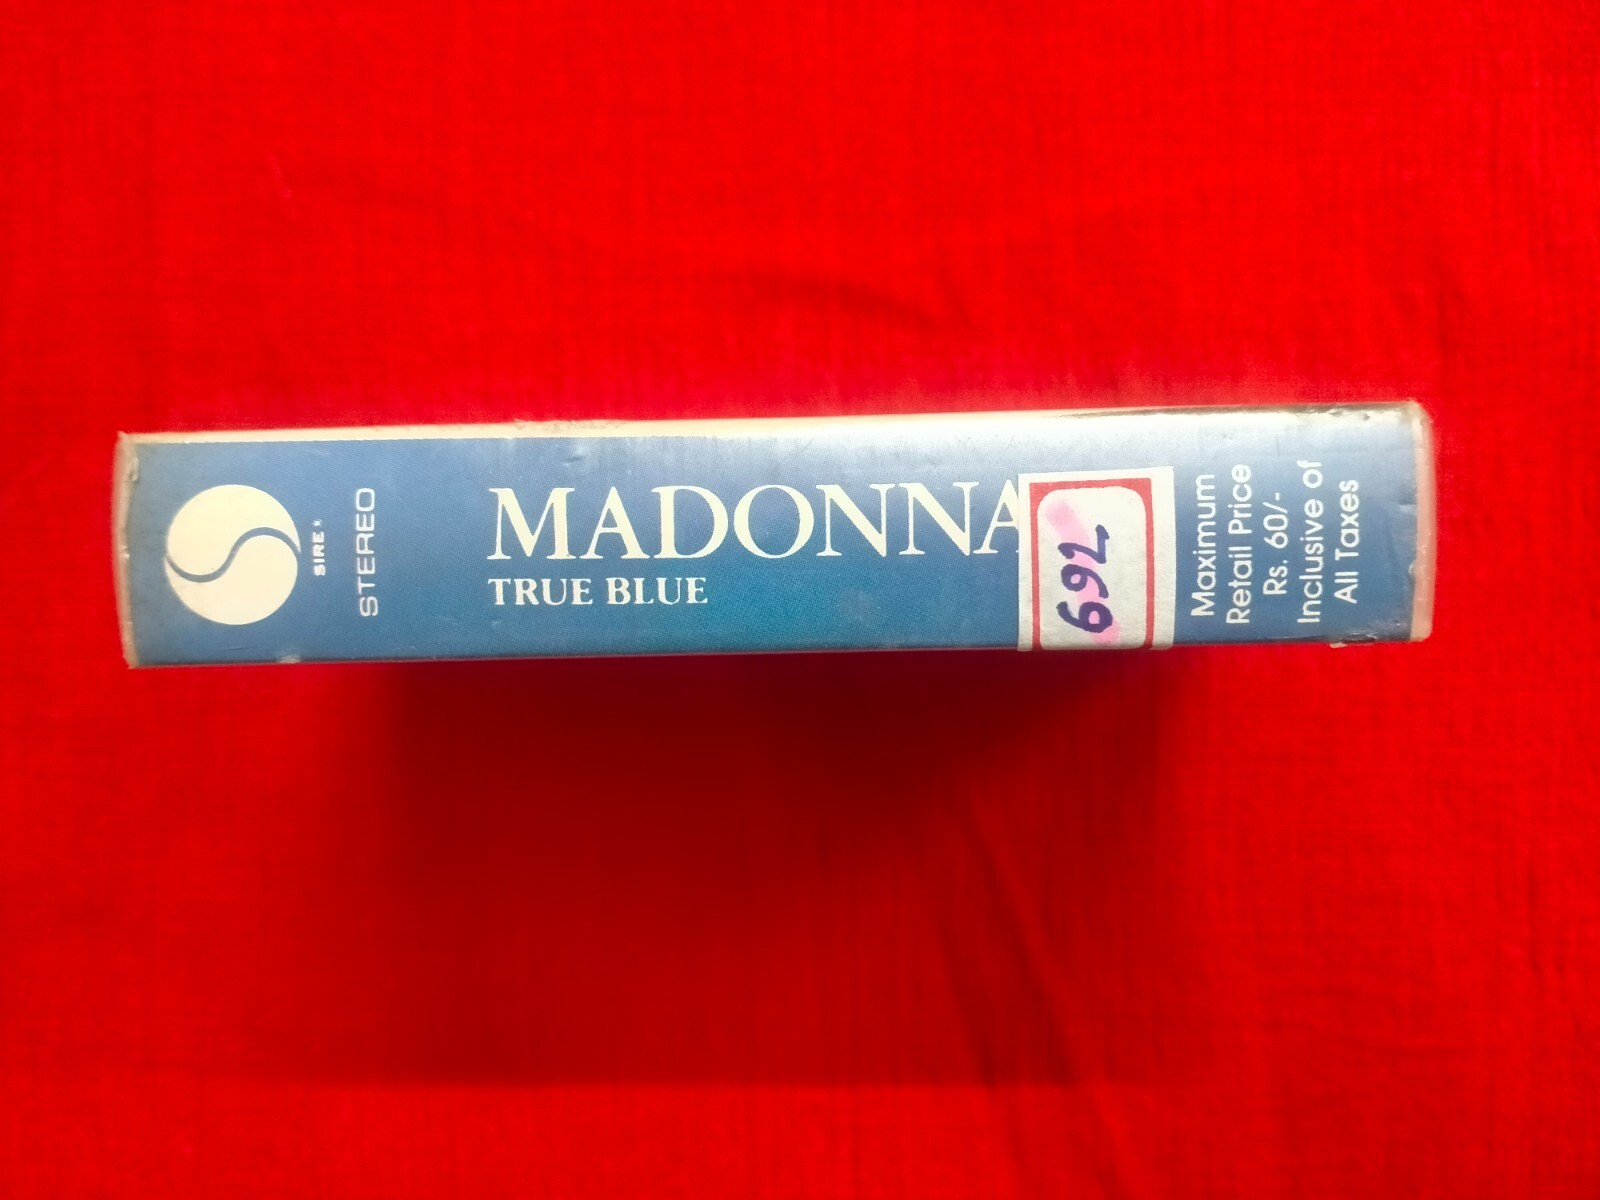 SIRE
STEREO
MADONNA
TRUE BLUE
692
Maximum
Retail Price
Rs. 60/-
Inclusive of
All Taxes